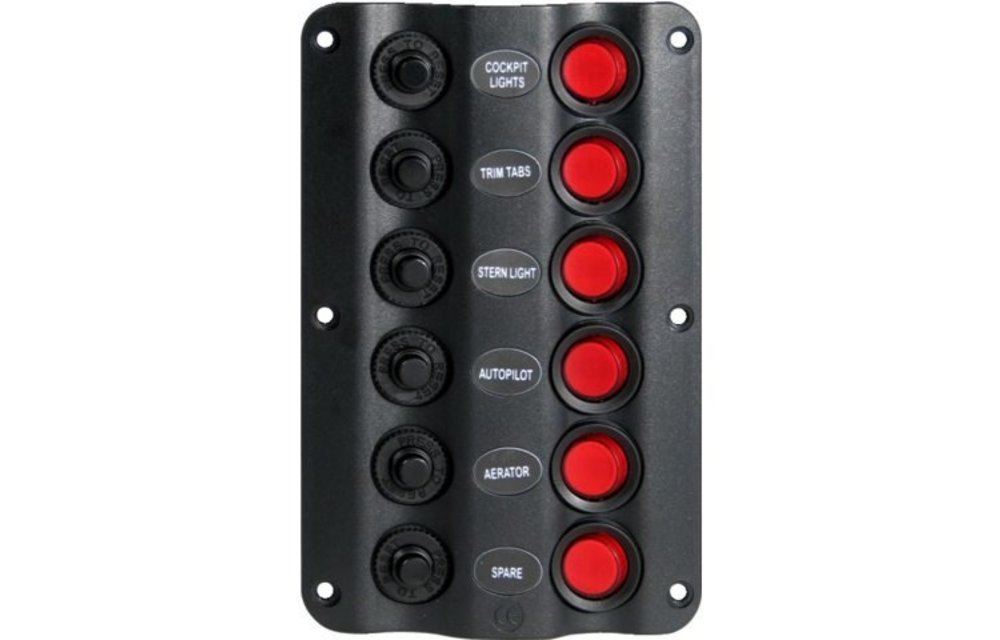 PRESS TO RESET
COCKPIT
LIGHTS
PRESS TO RESET
TRIM TABS
PRESS TO RESET
STERN LIGHT
PRESS TO RESET
AUTOPILOT
PRESS TO RESET
AERATOR
PRESS TO RESET
SPARE
CE